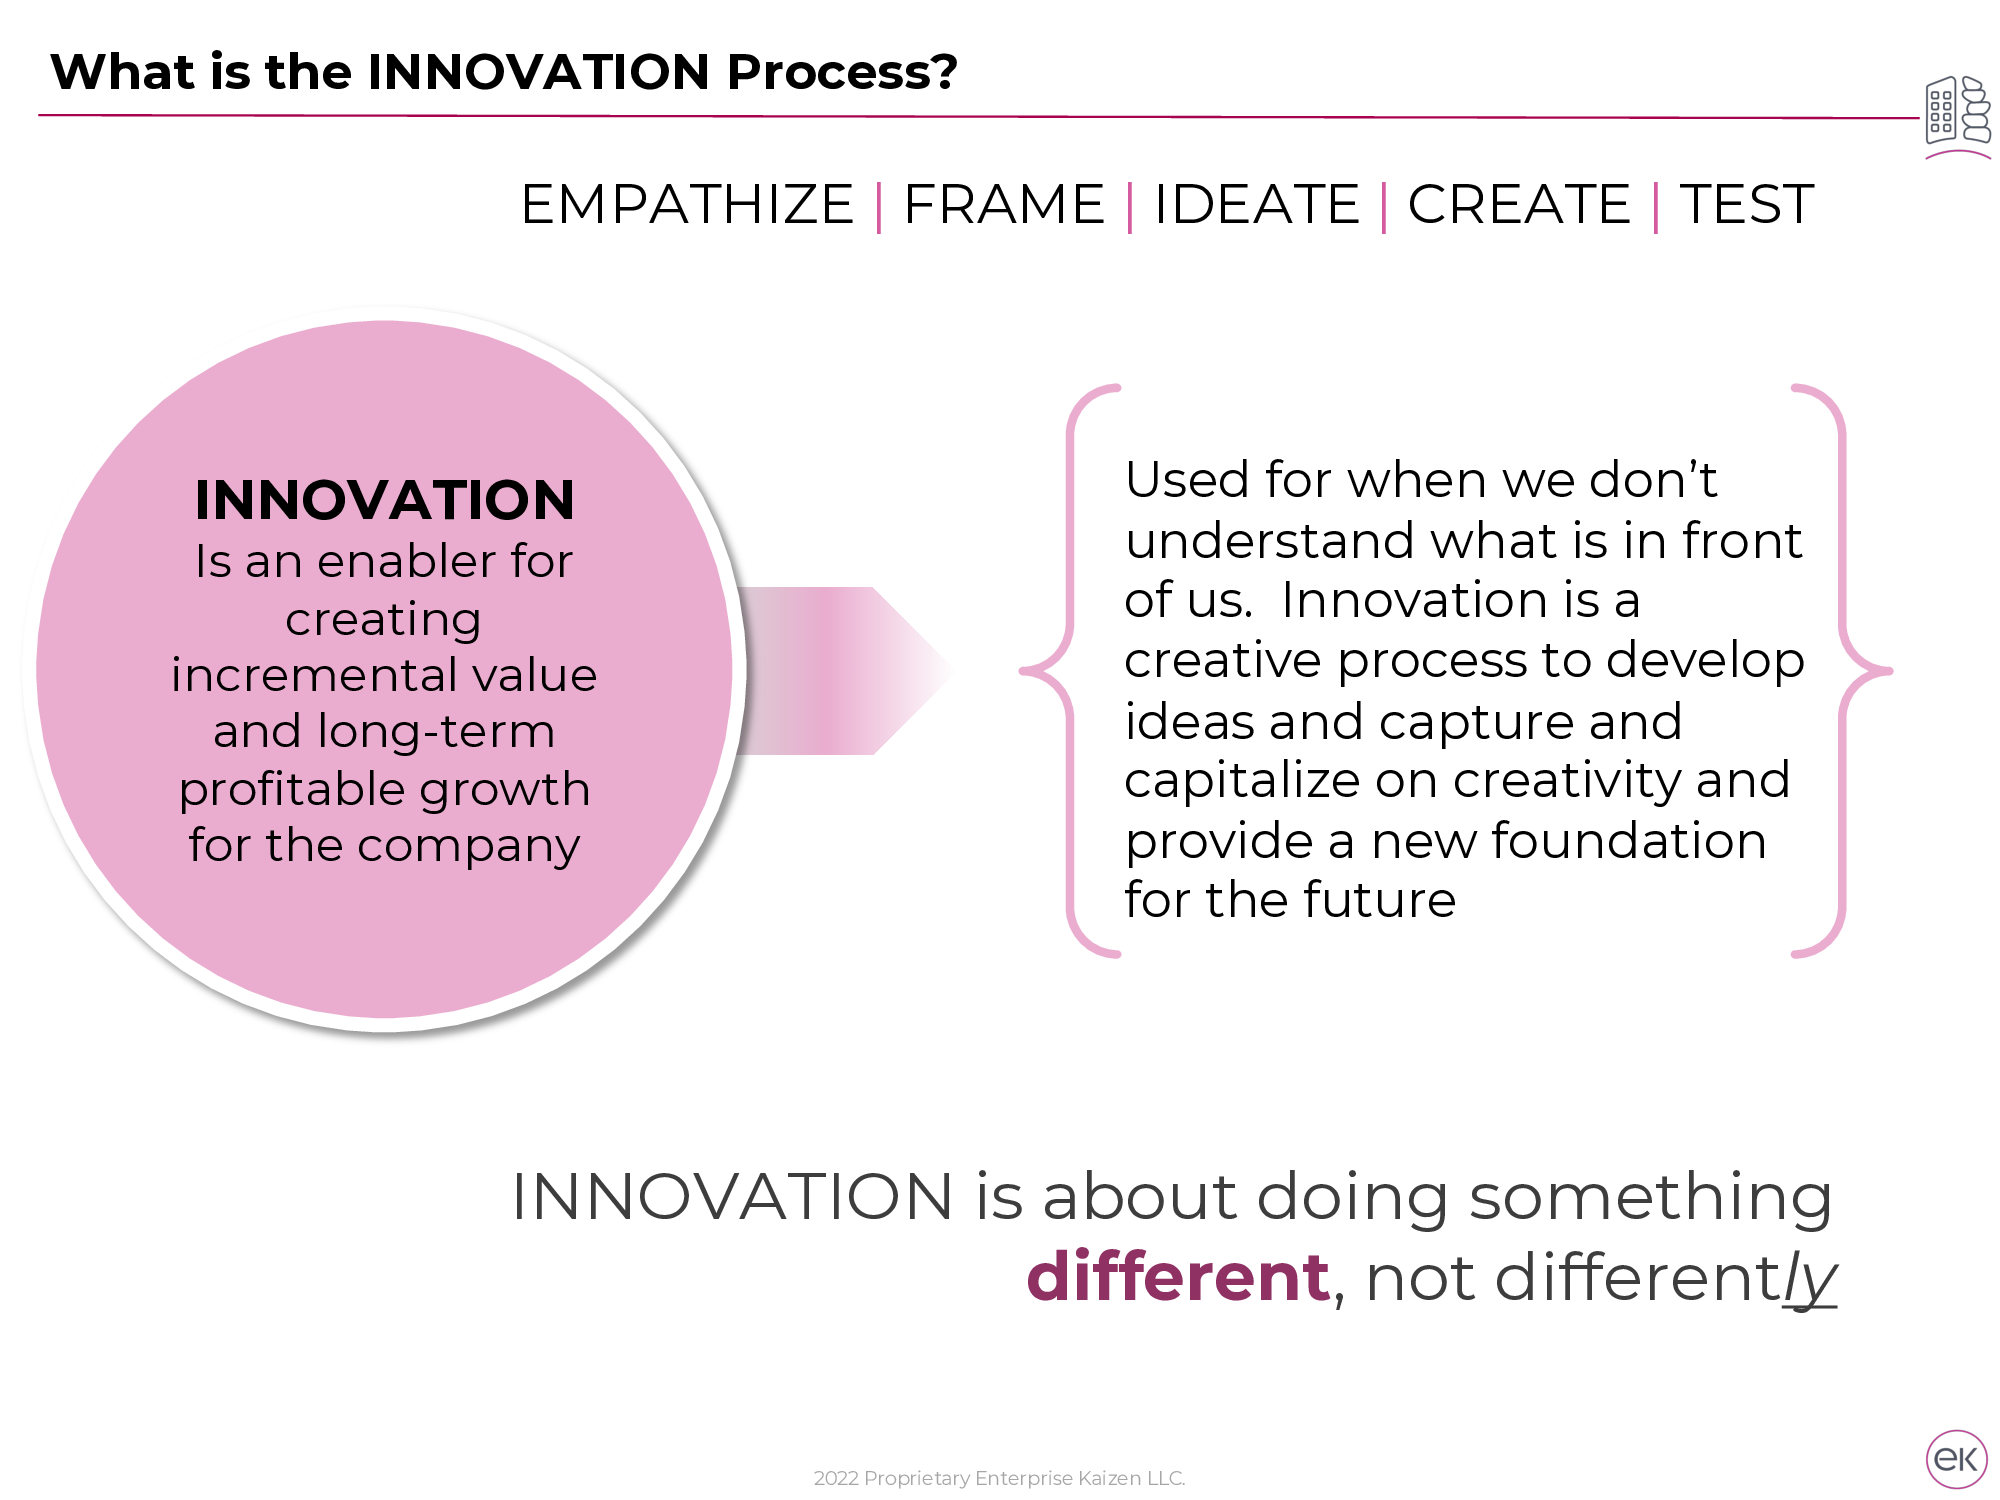 What is the INNOVATION Process?
EMPATHIZE | FRAME | IDEATE | CREATE | TEST
INNOVATION
Is an enabler for
creating
incremental value
and long-term
profitable growth
for the company
Used for when we don’t
understand what is in front
of us.  Innovation is a
creative process to develop
ideas and capture and
capitalize on creativity and
provide a new foundation
for the future
INNOVATION is about doing something
different, not differently
2022 Proprietary Enterprise Kaizen LLC.
eK